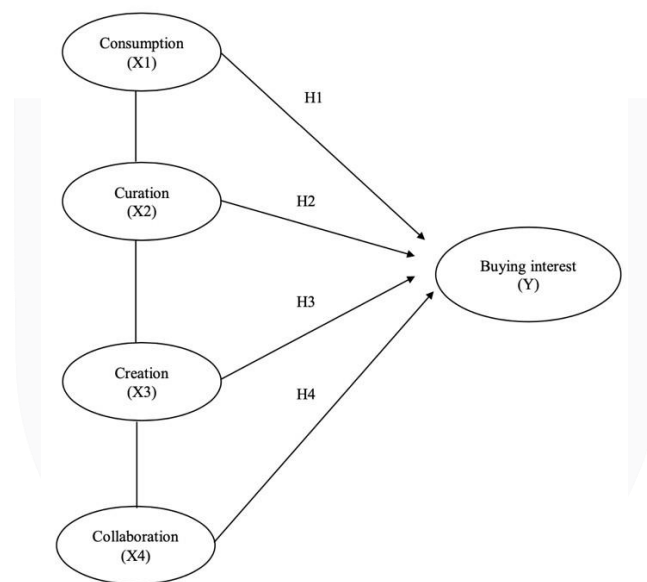 Consumption
(X1)
H1
Curation
(X2)
H2
Buying interest
(Y)
H3
Creation
(X3)
H4
Collaboration
(X4)